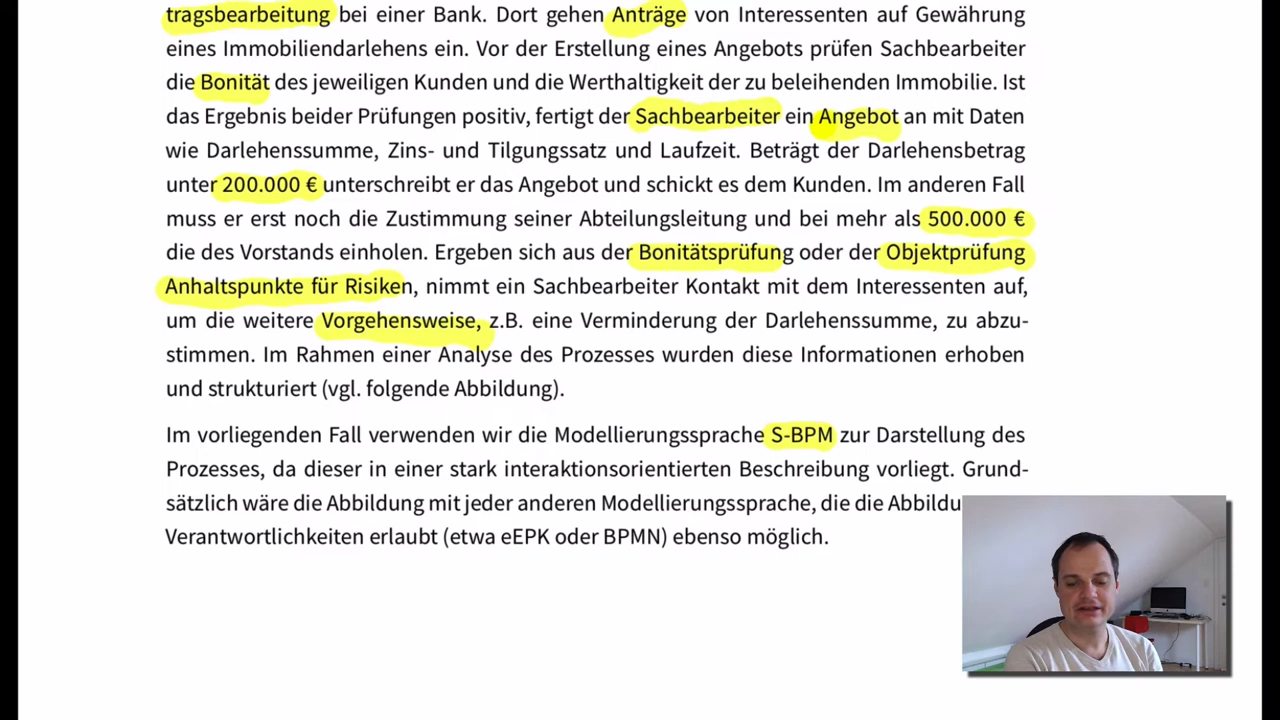 tragsbearbeitung bei einer Bank. Dort gehen Anträge von Interessenten auf Gewährung
eines Immobiliendarlehens ein. Vor der Erstellung eines Angebots prüfen Sachbearbeiter
die Bonität des jeweiligen Kunden und die Werthaltigkeit der zu beleihenden Immobilie. Ist
das Ergebnis beider Prüfungen positiv, fertigt der Sachbearbeiter ein Angebot an mit Daten
wie Darlehenssumme, Zins- und Tilgungssatz und Laufzeit. Beträgt der Darlehensbetrag
unter 200.000 € unterschreibt er das Angebot und schickt es dem Kunden. Im anderen Fall
muss er erst noch die Zustimmung seiner Abteilungsleitung und bei mehr als 500.000 €
die des Vorstands einholen. Ergeben sich aus der Bonitätsprüfung oder der Objektprüfung
Anhaltspunkte für Risiken, nimmt ein Sachbearbeiter Kontakt mit dem Interessenten auf,
um die weitere Vorgehensweise, z.B. eine Verminderung der Darlehenssumme, zu abzu-
stimmen. Im Rahmen einer Analyse des Prozesses wurden diese Informationen erhoben
und strukturiert (vgl. folgende Abbildung).
Im vorliegenden Fall verwenden wir die Modellierungssprache S-BPM zur Darstellung des
Prozesses, da dieser in einer stark interaktionsorientierten Beschreibung vorliegt. Grund-
sätzlich wäre die Abbildung mit jeder anderen Modellierungssprache, die die Abbildu
Verantwortlichkeiten erlaubt (etwa eEPK oder BPMN) ebenso möglich.